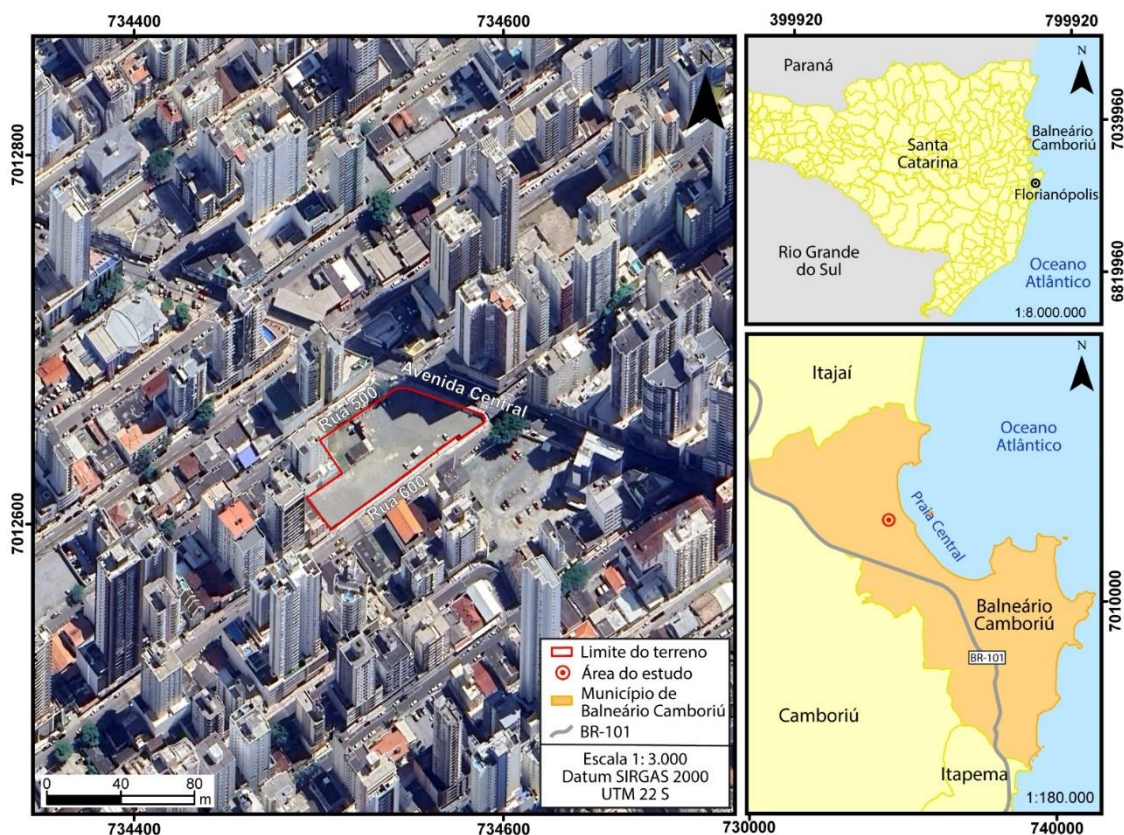 734400
734600
7012800
7012600
N
Avenida Central
Rua 500
Rua 600
Limite do terreno
Área do estudo
Município de
Balneário Camboriú
BR-101
Escala 1: 3.000
Datum SIRGAS 2000
UTM 22 S
0 40 80
m
734400
734600
399920
799920
N
Paraná
Santa
Catarina
Balneário
Camboriú
Florianópolis
Rio Grande
do Sul
Oceano
Atlântico
1:8.000.000
7039960
6819960
N
Itajaí
Oceano
Atlântico
Praia Central
Balneário
Camboriú
BR-101
Camboriú
Itapema
1:180.000
7010000
730000
740000